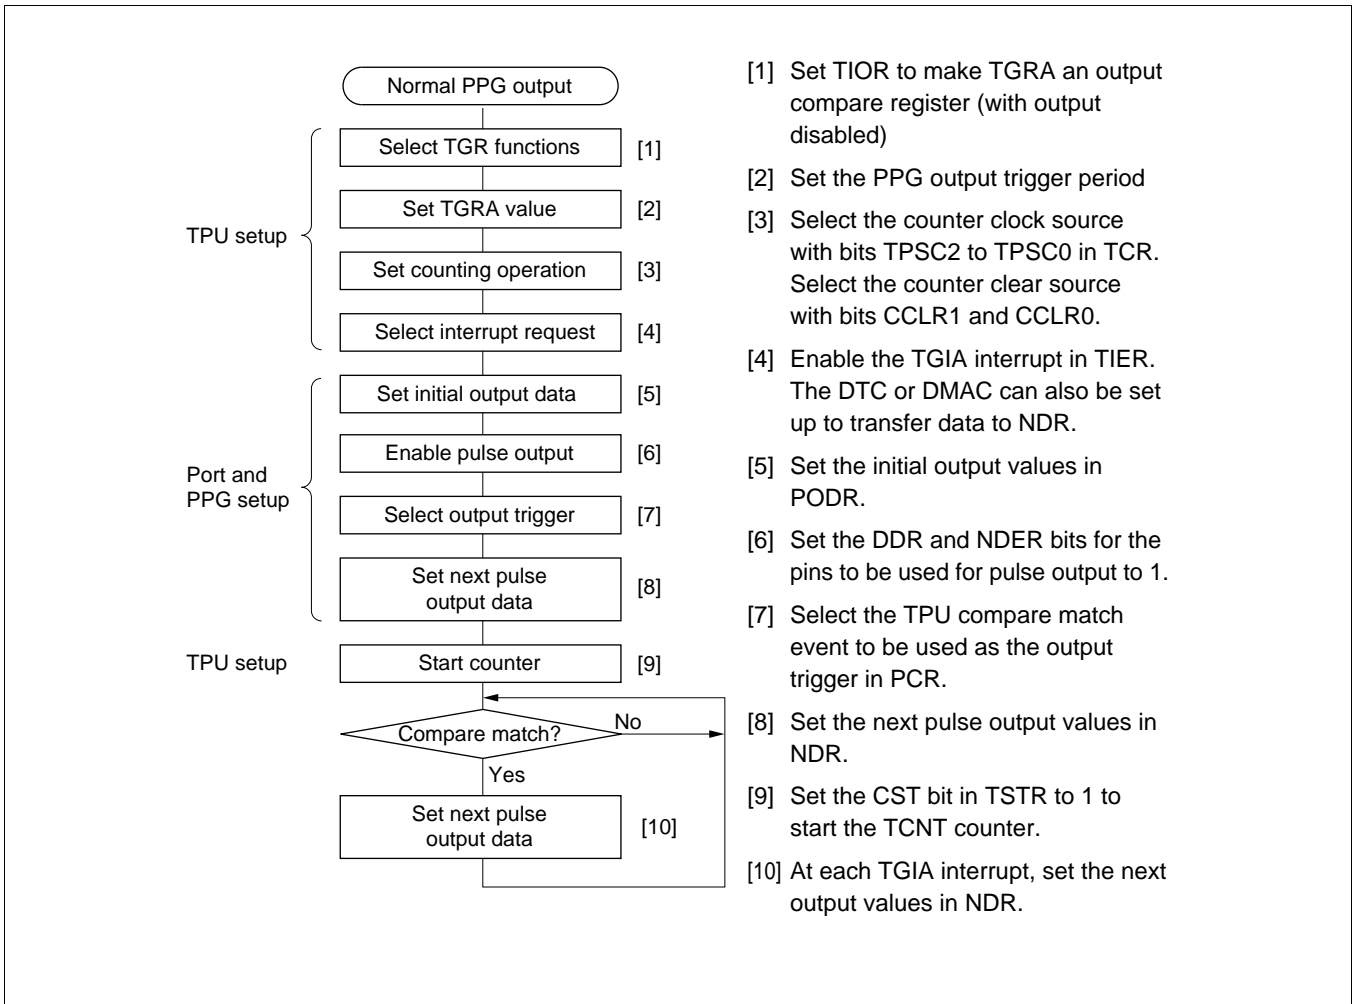 Normal PPG output
Select TGR functions [1]
Set TGRA value [2]
TPU setup
Set counting operation [3]
Select interrupt request [4]
Set initial output data [5]
Enable pulse output [6]
Port and
PPG setup
Select output trigger [7]
Set next pulse
output data
[8]
TPU setup
Start counter [9]
Compare match?
No
Yes
Set next pulse
output data
[10]
[1] Set TIOR to make TGRA an output
compare register (with output
disabled)
[2] Set the PPG output trigger period
[3] Select the counter clock source
with bits TPSC2 to TPSC0 in TCR.
Select the counter clear source
with bits CCLR1 and CCLR0.
[4] Enable the TGIA interrupt in TIER.
The DTC or DMAC can also be set
up to transfer data to NDR.
[5] Set the initial output values in
PODR.
[6] Set the DDR and NDER bits for the
pins to be used for pulse output to 1.
[7] Select the TPU compare match
event to be used as the output
trigger in PCR.
[8] Set the next pulse output values in
NDR.
[9] Set the CST bit in TSTR to 1 to
start the TCNT counter.
[10] At each TGIA interrupt, set the next
output values in NDR.